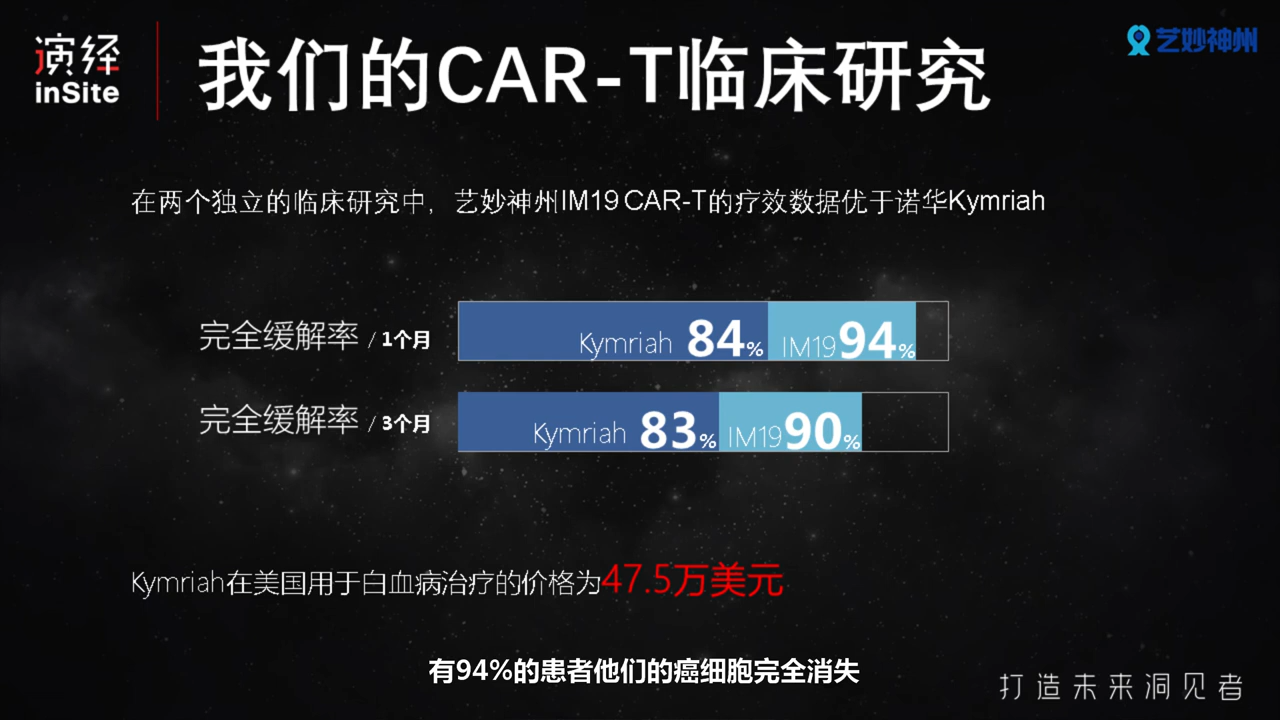 演经
inSite
我们的CAR-T临床研究
艺妙神州
在两个独立的临床研究中，艺妙神州IM19 CAR-T的疗效数据优于诺华Kymriah
完全缓解率 / 1个月 Kymriah 84% IM19 94%
完全缓解率 / 3个月 Kymriah 83% IM19 90%
Kymriah在美国用于白血病治疗的价格为47.5万美元
有94%的患者他们的癌细胞完全消失
打造未来洞见者